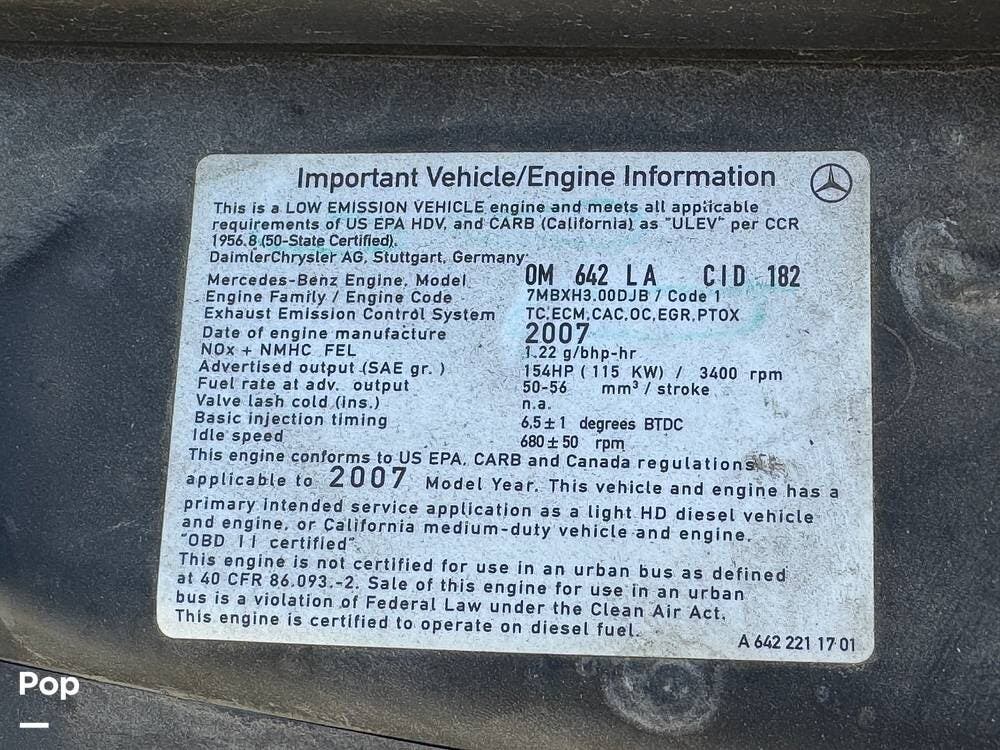 Important Vehicle/Engine Information
This is a LOW EMISSION VEHICLE engine and meets all applicable
requirements of US EPA HDV, and CARB (California) as "ULEV" per CCR
1956.8 (50-State Certified).
DaimlerChrysler AG, Stuttgart, Germany
Mercedes-Benz Engine, Model OM 642 LA CID 182
Engine Family / Engine Code 7MBXH3.00DJB / Code 1
Exhaust Emission Control System TC,ECM,CAC,OC,EGR,PTOX
Date of engine manufacture 2007
NOx + NMHC FEL 1.22 g/bhp-hr
Advertised output (SAE gr.) 154HP (115 KW) / 3400 rpm
Fuel rate at adv. output 50-56 mm³ / stroke
Valve lash cold (ins.) n.a.
Basic injection timing 6,5±1 degrees BTDC
Idle speed 680±50 rpm
This engine conforms to US EPA, CARB and Canada regulations
applicable to 2007 Model Year. This vehicle and engine has a
primary intended service application as a light HD diesel vehicle
and engine, or California medium-duty vehicle and engine.
"OBD II certified"
This engine is not certified for use in an urban bus as defined
at 40 CFR 86.093.-2. Sale of this engine for use in an urban
bus is a violation of Federal Law under the Clean Air Act.
This engine is certified to operate on diesel fuel.
A 642 221 17 01
Pop